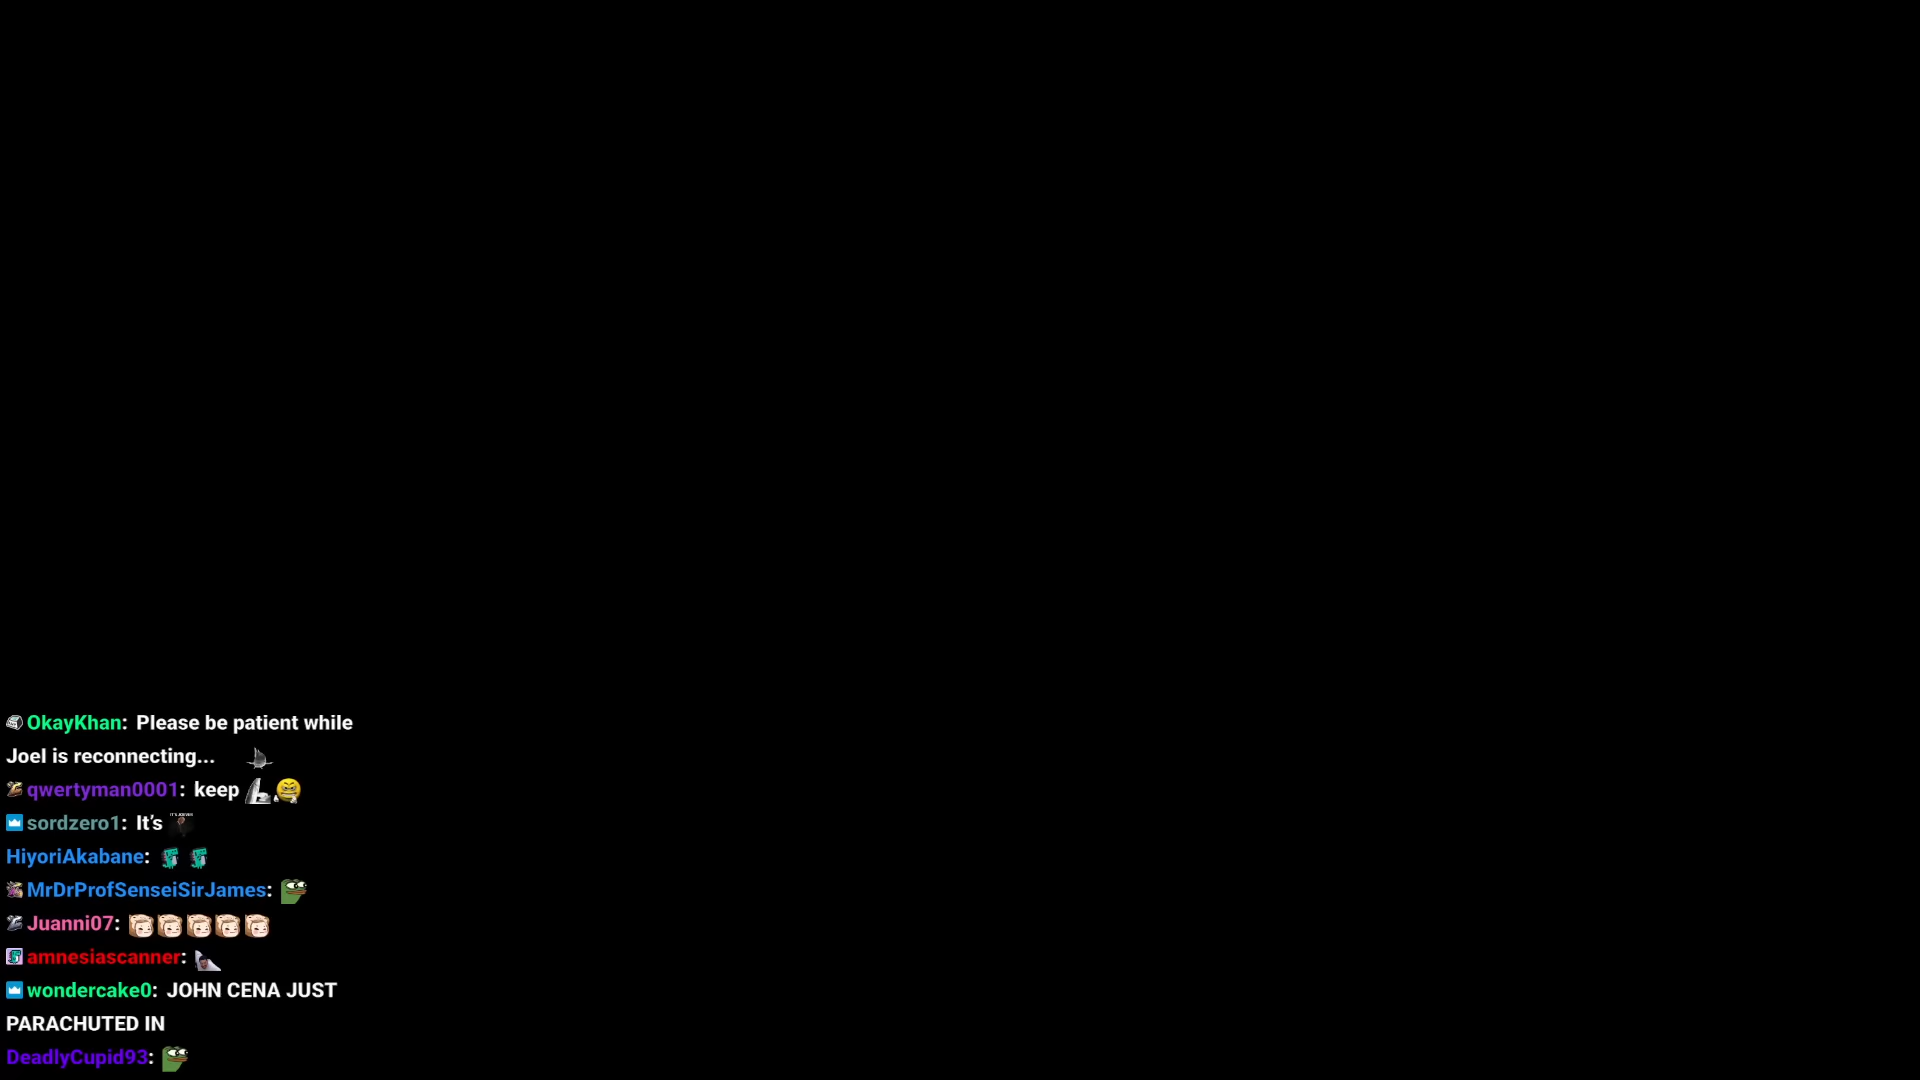 OkayKhan: Please be patient while
Joel is reconnecting...
qwertyman0001: keep
sordzero1: It's
HiyoriAkabane:
MrDrProfSenseiSirJames:
Juanni07:
amnesiascanner:
wondercake0: JOHN CENA JUST
PARACHUTED IN
DeadlyCupid93: